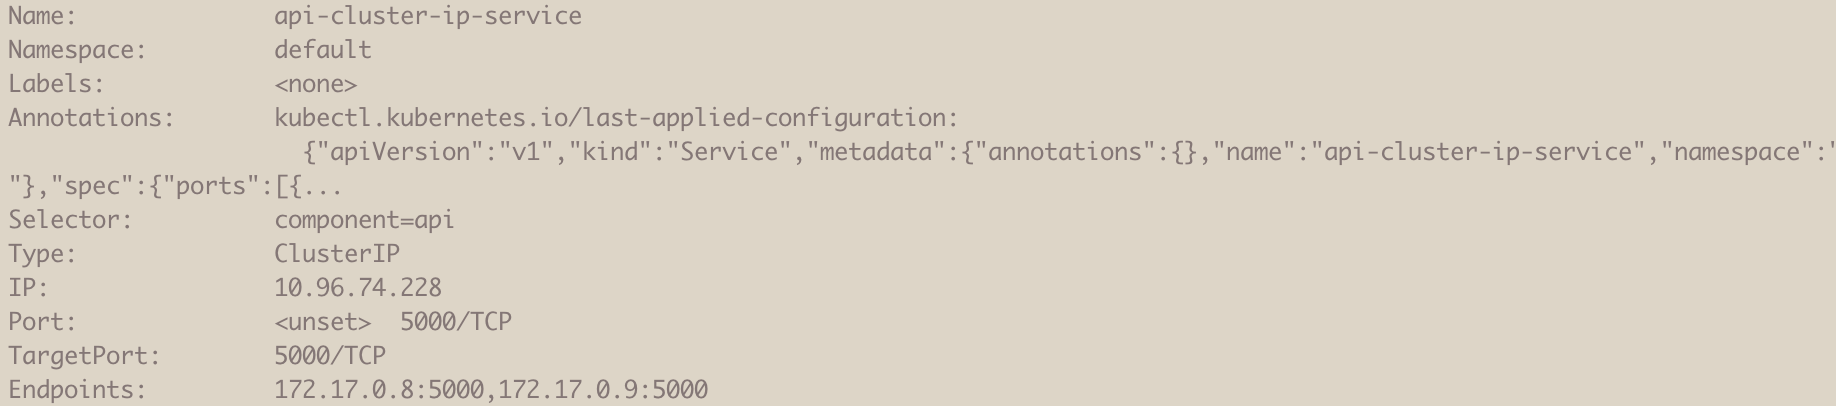 Name:              api-cluster-ip-service
Namespace:         default
Labels:            <none>
Annotations:       kubectl.kubernetes.io/last-applied-configuration:
                     {"apiVersion":"v1","kind":"Service","metadata":{"annotations":{},"name":"api-cluster-ip-service","namespace":"
"},"spec":{"ports":[{...
Selector:          component=api
Type:              ClusterIP
IP:                10.96.74.228
Port:              <unset>  5000/TCP
TargetPort:        5000/TCP
Endpoints:         172.17.0.8:5000,172.17.0.9:5000